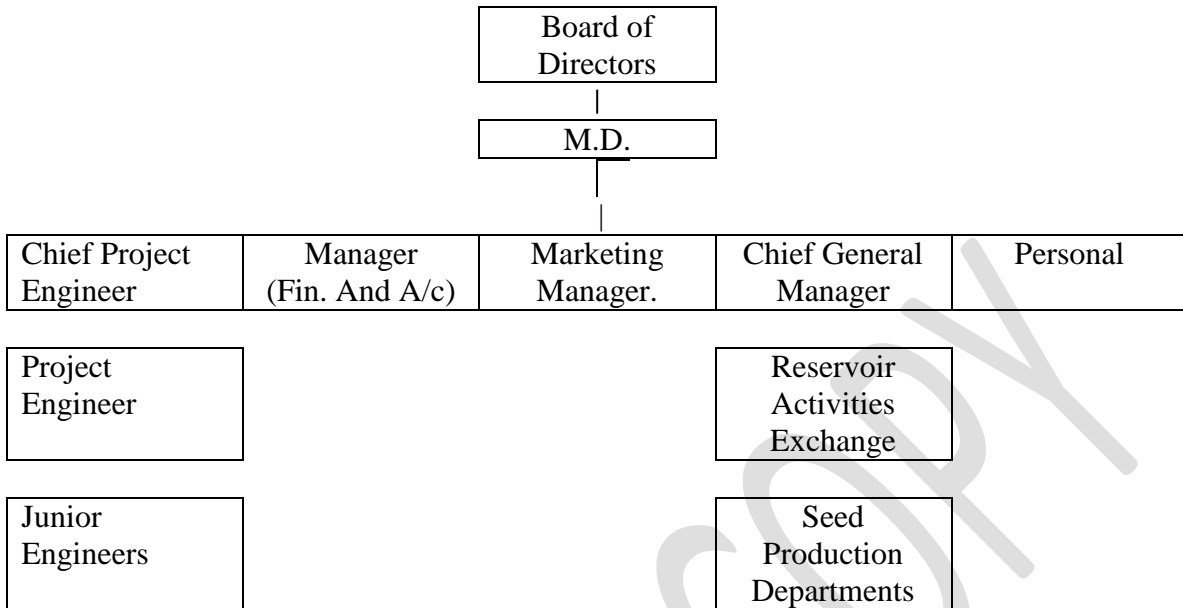 Board of
Directors
M.D.
Chief Project
Engineer
Manager
(Fin. And A/c)
Marketing
Manager.
Chief General
Manager
Personal
Project
Engineer
Reservoir
Activities
Exchange
Junior
Engineers
Seed
Production
Departments
COPY